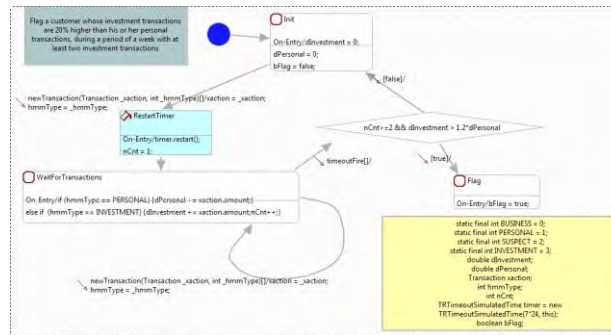 Flag a customer whose investment transactions
are 20% higher than his or her personal
transactions, during a period of a week with at
least two investment transactions
Init
On-Entry/dInvestment = 0;
dPersonal = 0;
bFlag = false;
[false]/
newTransaction(Transaction _xaction, int _hmmType)[]/xaction = _xaction;
hmmType = _hmmType;
RestartTimer
On-Entry/timer.restart();
nCnt = 1;
nCnt>=2 && dInvestment > 1.2*dPersonal
timeoutFire[]/
[true]/
WaitForTransactions
On-Entry/if (hmmType == PERSONAL) {dPersonal += xaction.amount;}
else if (hmmType == INVESTMENT) {dInvestment += xaction.amount;nCnt++;}
Flag
On-Entry/bFlag = true;
newTransaction(Transaction _xaction, int _hmmType)[]/xaction = _xaction;
hmmType = _hmmType;
static final int BUSINESS = 0;
static final int PERSONAL = 1;
static final int SUSPECT = 2;
static final int INVESTMENT = 3;
double dInvestment;
double dPersonal;
Transaction xaction;
int hmmType;
int nCnt;
TRTimeoutSimulatedTime timer = new
TRTimeoutSimulatedTime(7*24, this);
boolean bFlag;